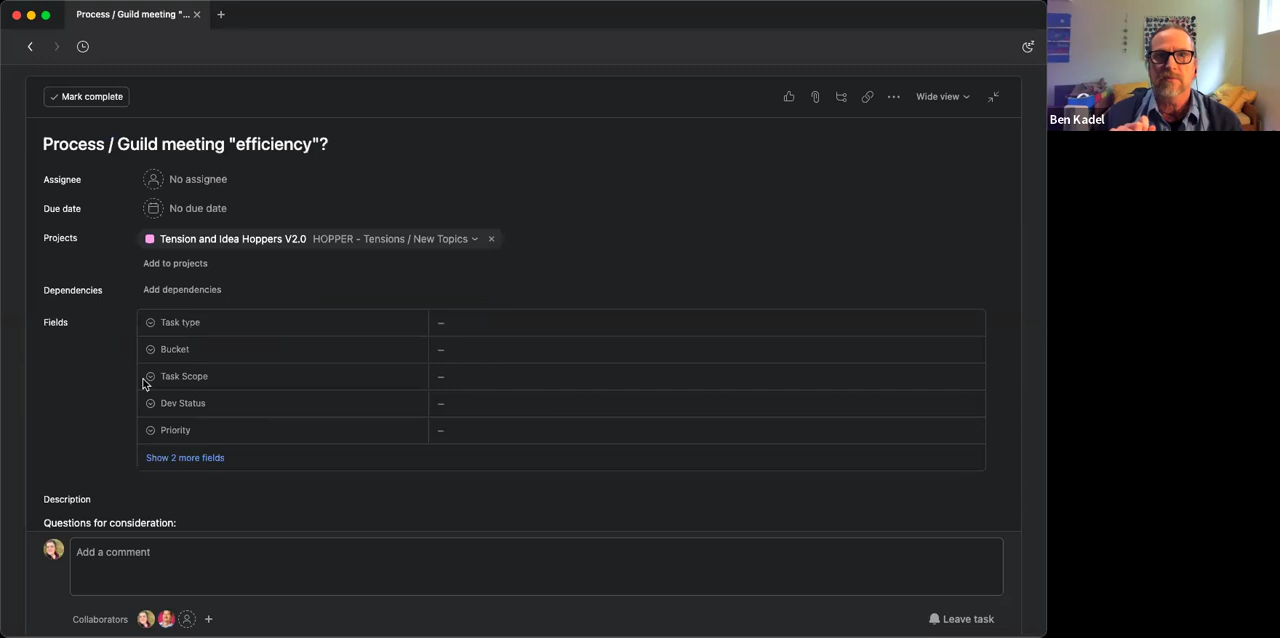 Process / Guild meeting "...
Mark complete
Wide view
Process / Guild meeting "efficiency"?
Assignee
No assignee
Due date
No due date
Projects
Tension and Idea Hoppers V2.0 HOPPER - Tensions / New Topics
Add to projects
Dependencies
Add dependencies
Fields
Task type –
Bucket –
Task Scope –
Dev Status –
Priority –
Show 2 more fields
Description
Questions for consideration:
Add a comment
Collaborators
Leave task
Ben Kadel